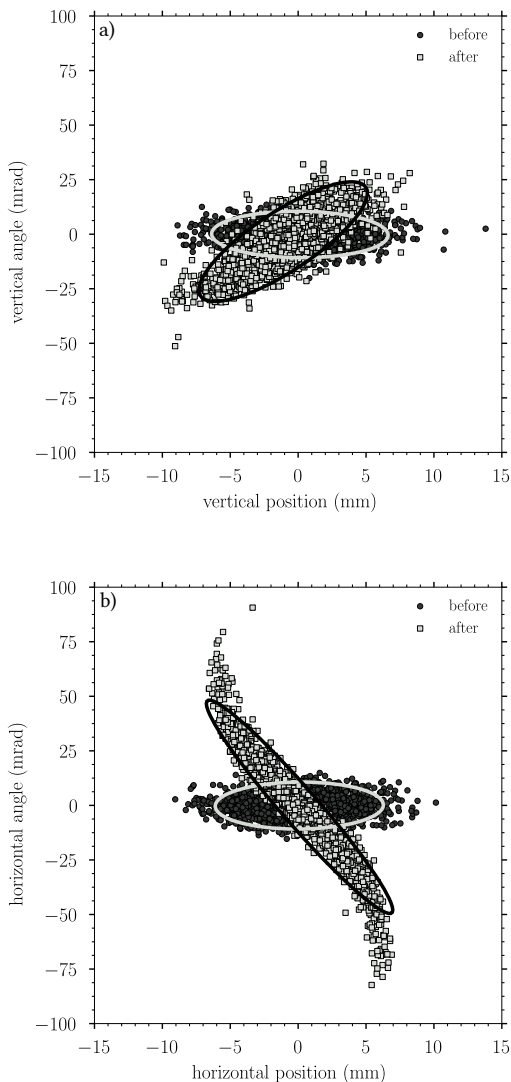 a)
before
after
100
75
50
25
0
−25
−50
−75
−100
vertical angle (mrad)
−15 −10 −5 0 5 10 15
vertical position (mm)
b)
before
after
100
75
50
25
0
−25
−50
−75
−100
horizontal angle (mrad)
−15 −10 −5 0 5 10 15
horizontal position (mm)